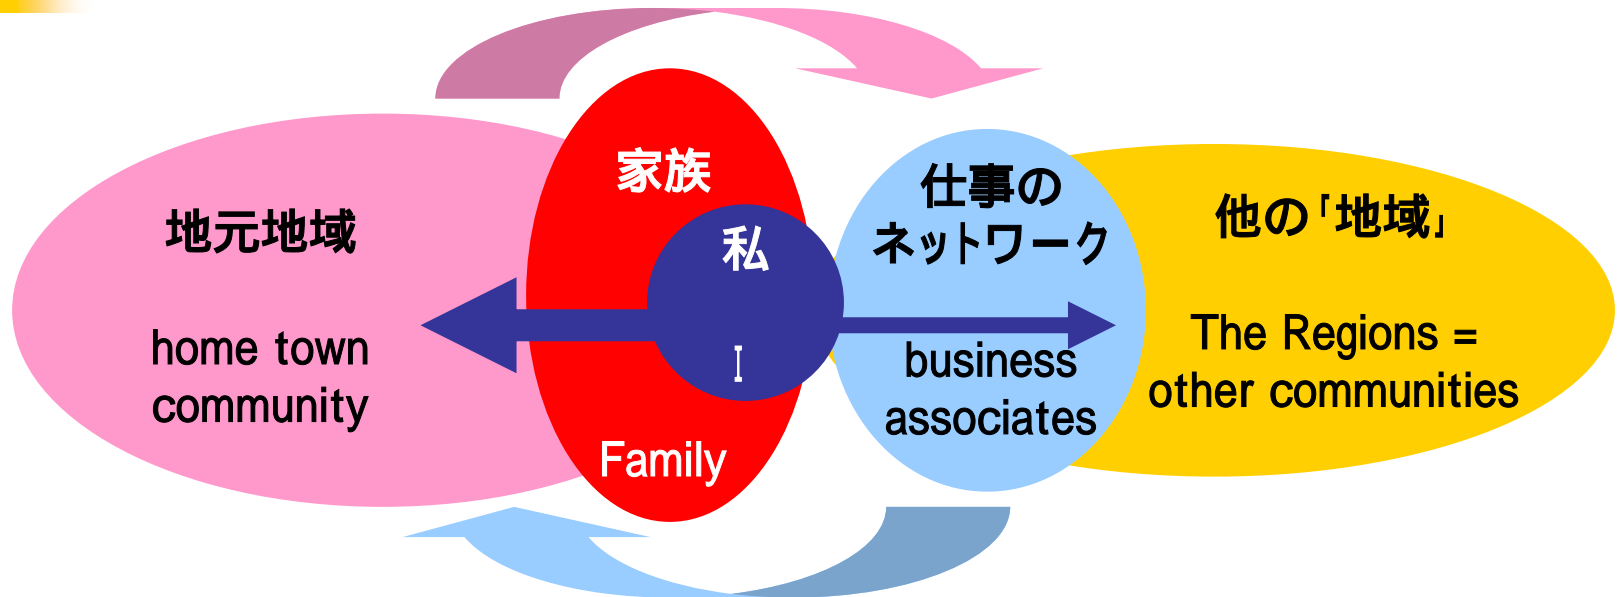 地元地域
home town
community
家族
Family
私
I
仕事の
ネットワーク
business
associates
他の「地域」
The Regions =
other communities